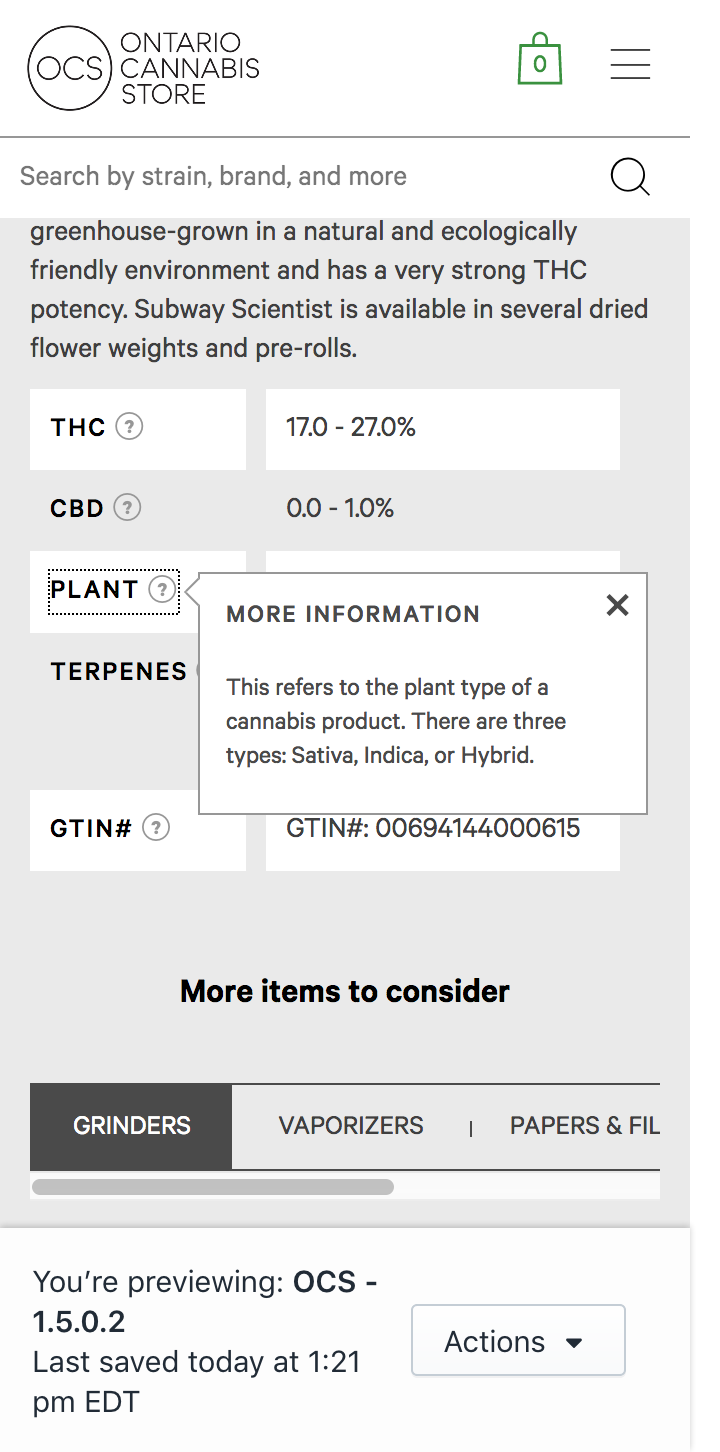 OCS
ONTARIO
CANNABIS
STORE
0
Search by strain, brand, and more
greenhouse-grown in a natural and ecologically
friendly environment and has a very strong THC
potency. Subway Scientist is available in several dried
flower weights and pre-rolls.
THC ? 17.0 - 27.0%
CBD ? 0.0 - 1.0%
PLANT ?
MORE INFORMATION
This refers to the plant type of a
cannabis product. There are three
types: Sativa, Indica, or Hybrid.
TERPENES
GTIN# ? GTIN#: 00694144000615
More items to consider
GRINDERS VAPORIZERS | PAPERS & FIL
You’re previewing: OCS -
1.5.0.2
Last saved today at 1:21
pm EDT
Actions